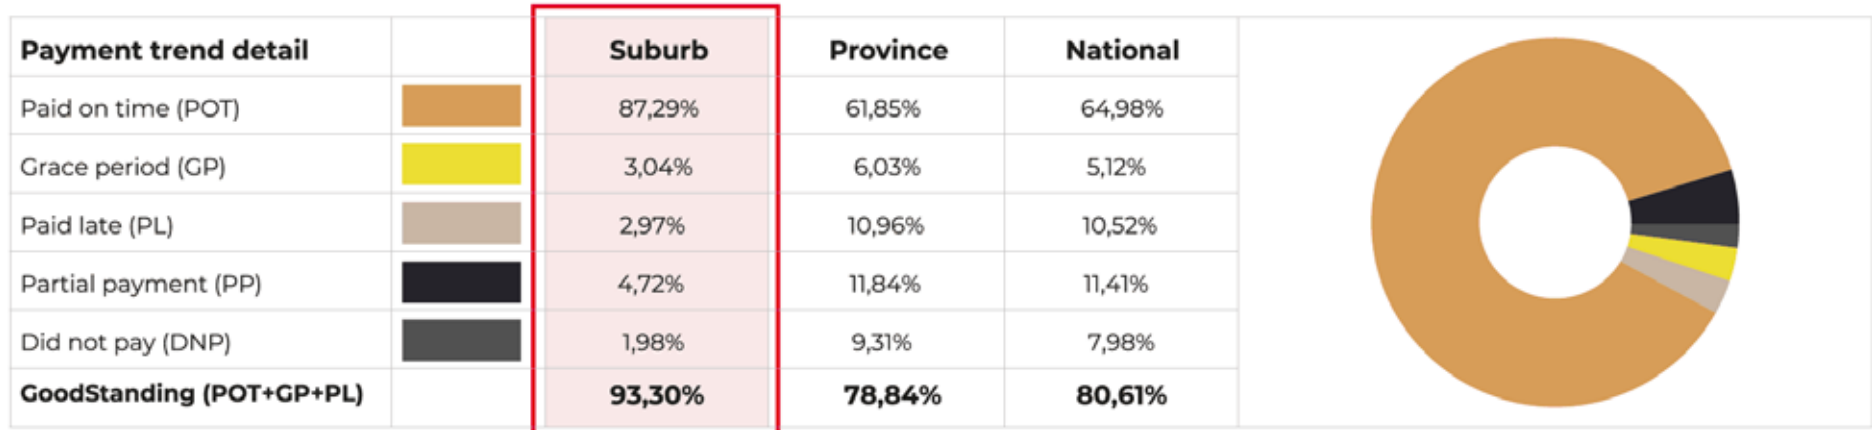 Payment trend detail Suburb Province National
Paid on time (POT) 87,29% 61,85% 64,98%
Grace period (GP) 3,04% 6,03% 5,12%
Paid late (PL) 2,97% 10,96% 10,52%
Partial payment (PP) 4,72% 11,84% 11,41%
Did not pay (DNP) 1,98% 9,31% 7,98%
GoodStanding (POT+GP+PL) 93,30% 78,84% 80,61%